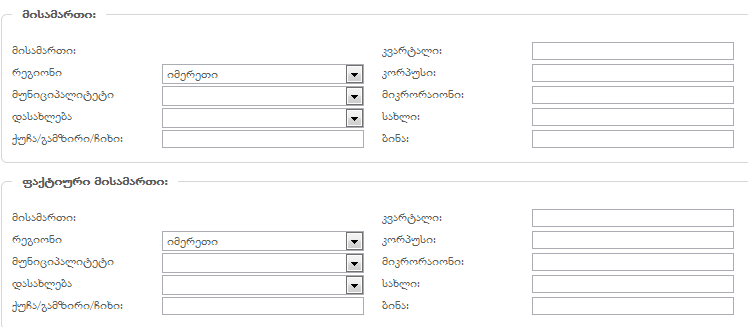 მისამართი:
მისამართი: კვარტალი:
რეგიონი იმერეთი კორპუსი:
მუნიციპალიტეტი მიკრორაიონი:
დასახლება სახლი:
ქუჩა/გამზირი/ჩიხი: ბინა:
ფაქტიური მისამართი:
მისამართი: კვარტალი:
რეგიონი იმერეთი კორპუსი:
მუნიციპალიტეტი მიკრორაიონი:
დასახლება სახლი:
ქუჩა/გამზირი/ჩიხი: ბინა: